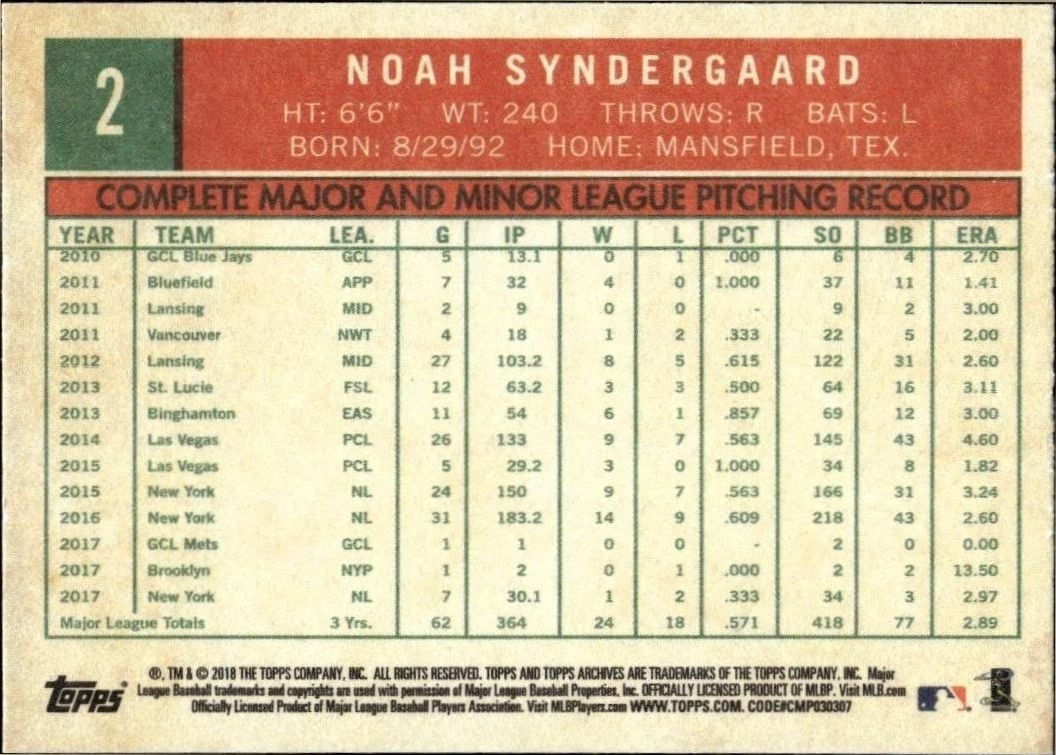 2
NOAH SYNDERGAARD
HT: 6'6" WT: 240 THROWS: R BATS: L
BORN: 8/29/92 HOME: MANSFIELD, TEX.
COMPLETE MAJOR AND MINOR LEAGUE PITCHING RECORD
YEAR TEAM LEA. G IP W L PCT SO BB ERA
2010 GCL Blue Jays GCL 5 13.1 0 1 .000 6 4 2.70
2011 Bluefield APP 7 32 4 0 1.000 37 11 1.41
2011 Lansing MID 2 9 0 0 - 9 2 3.00
2011 Vancouver NWT 4 18 1 2 .333 22 5 2.00
2012 Lansing MID 27 103.2 8 5 .615 122 31 2.60
2013 St. Lucie FSL 12 63.2 3 3 .500 64 16 3.11
2013 Binghamton EAS 11 54 6 1 .857 69 12 3.00
2014 Las Vegas PCL 26 133 9 7 .563 145 43 4.60
2015 Las Vegas PCL 5 29.2 3 0 1.000 34 8 1.82
2015 New York NL 24 150 9 7 .563 166 31 3.24
2016 New York NL 31 183.2 14 9 .609 218 43 2.60
2017 GCL Mets GCL 1 1 0 0 - 2 0 0.00
2017 Brooklyn NYP 1 2 0 1 .000 2 2 13.50
2017 New York NL 7 30.1 1 2 .333 34 3 2.97
Major League Totals 3 Yrs. 62 364 24 18 .571 418 77 2.89
Topps
®, TM & © 2018 THE TOPPS COMPANY, INC. ALL RIGHTS RESERVED. TOPPS AND TOPPS ARCHIVES ARE TRADEMARKS OF THE TOPPS COMPANY, INC. Major
League Baseball trademarks and copyrights are used with permission of Major League Baseball Properties, Inc. OFFICIALLY LICENSED PRODUCT OF MLBP. Visit MLB.com
Officially Licensed Product of Major League Baseball Players Association. Visit MLBPlayers.com WWW.TOPPS.COM. CODE#CMP030307